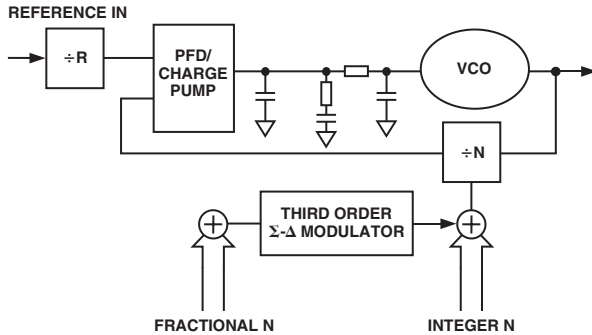 REFERENCE IN
÷R
PFD/
CHARGE
PUMP
VCO
÷N
THIRD ORDER
Σ-Δ MODULATOR
FRACTIONAL N
INTEGER N